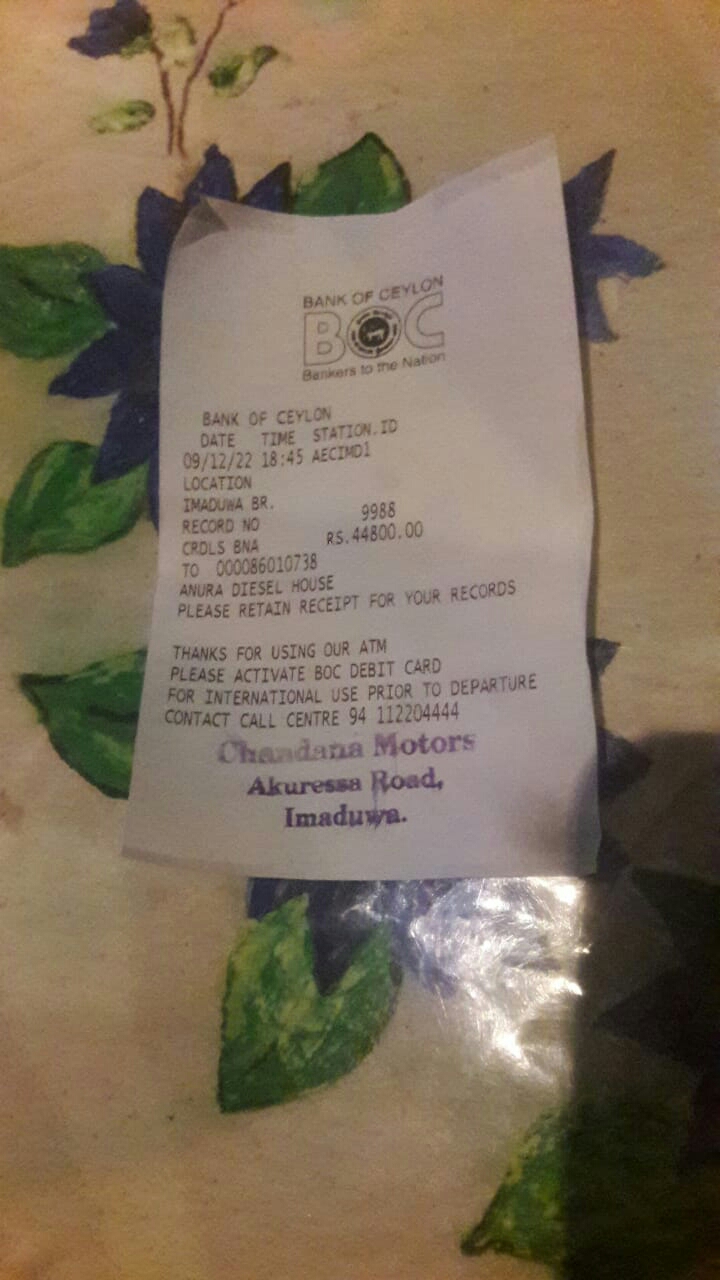 BANK OF CEYLON
BOC
Bankers to the Nation
BANK OF CEYLON
DATE TIME STATION.ID
09/12/22 18:45 AECIMD1
LOCATION
IMADUWA BR.
RECORD NO 9988
CRDLS BNA RS.44800.00
TO 000086010738
ANURA DIESEL HOUSE
PLEASE RETAIN RECEIPT FOR YOUR RECORDS
THANKS FOR USING OUR ATM
PLEASE ACTIVATE BOC DEBIT CARD
FOR INTERNATIONAL USE PRIOR TO DEPARTURE
CONTACT CALL CENTRE 94 112204444
Chandana Motors
Akuressa Road,
Imaduwa.